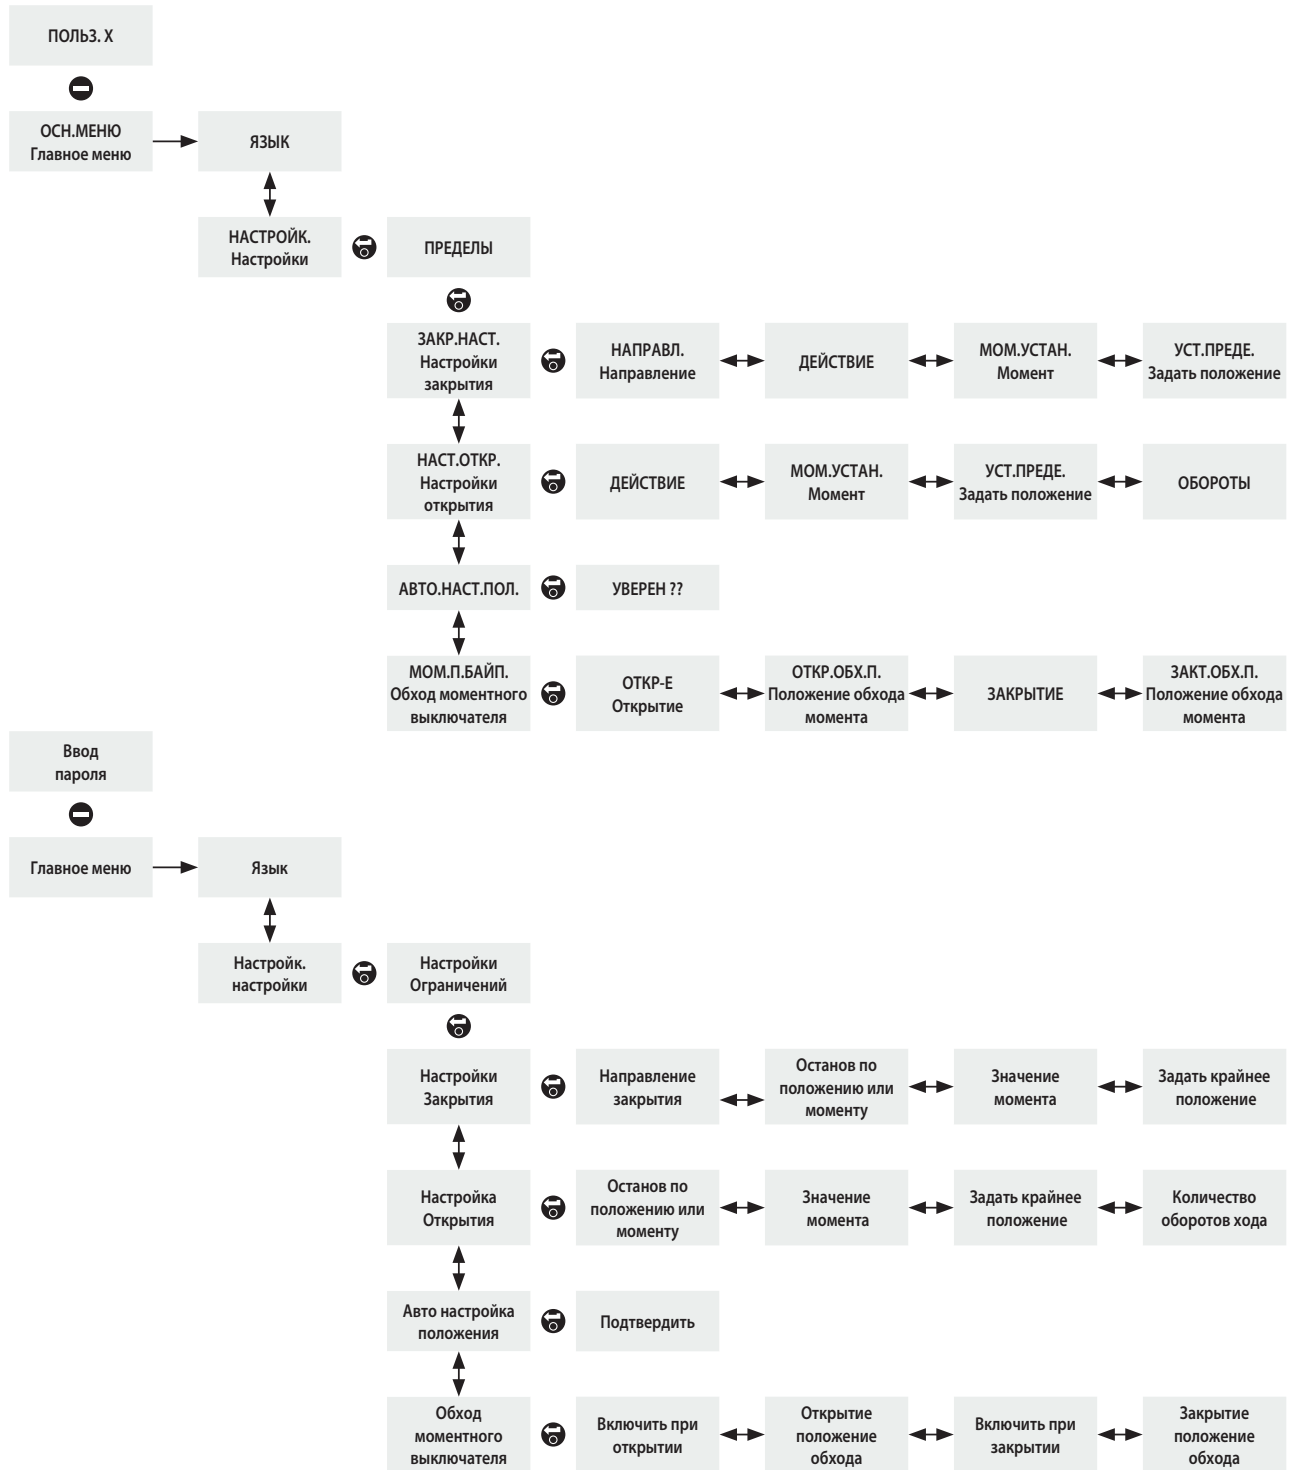 ПОЛЬЗ. X
ОСН.МЕНЮ
Главное меню
ЯЗЫК
НАСТРОЙК.
Настройки
ПРЕДЕЛЫ
ЗАКР.НАСТ.
Настройки
закрытия
НАПРАВЛ.
Направление
ДЕЙСТВИЕ
МОМ.УСТАН.
Момент
УСТ.ПРЕДЕ.
Задать положение
НАСТ.ОТКР.
Настройки
открытия
ДЕЙСТВИЕ
МОМ.УСТАН.
Момент
УСТ.ПРЕДЕ.
Задать положение
ОБОРОТЫ
АВТО.НАСТ.ПОЛ.
УВЕРЕН ??
МОМ.П.БАЙП.
Обход моментного
выключателя
ОТКР-Е
Открытие
ОТКР.ОБХ.П.
Положение обхода
момента
ЗАКРЫТИЕ
ЗАКТ.ОБХ.П.
Положение обхода
момента
Ввод
пароля
Главное меню
Язык
Настройк.
настройки
Настройки
Ограничений
Настройки
Закрытия
Направление
закрытия
Останов по
положению или
моменту
Значение
момента
Задать крайнее
положение
Настройка
Открытия
Останов по
положению или
моменту
Значение
момента
Задать крайнее
положение
Количество
оборотов хода
Авто настройка
положения
Подтвердить
Обход
моментного
выключателя
Включить при
открытии
Открытие
положение
обхода
Включить при
закрытии
Закрытие
положение
обхода